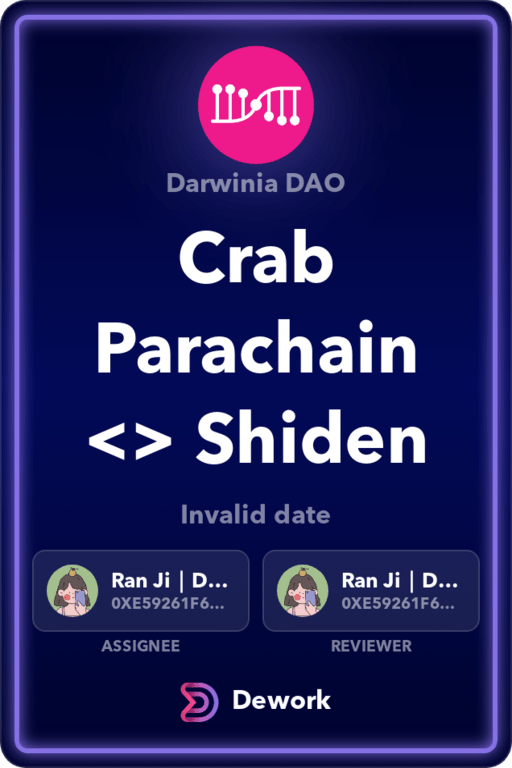 Darwinia DAO
Crab
Parachain
<> Shiden
Invalid date
Ran Ji | D...
0XE59261F6...
Ran Ji | D...
0XE59261F6...
ASSIGNEE
REVIEWER
Dework